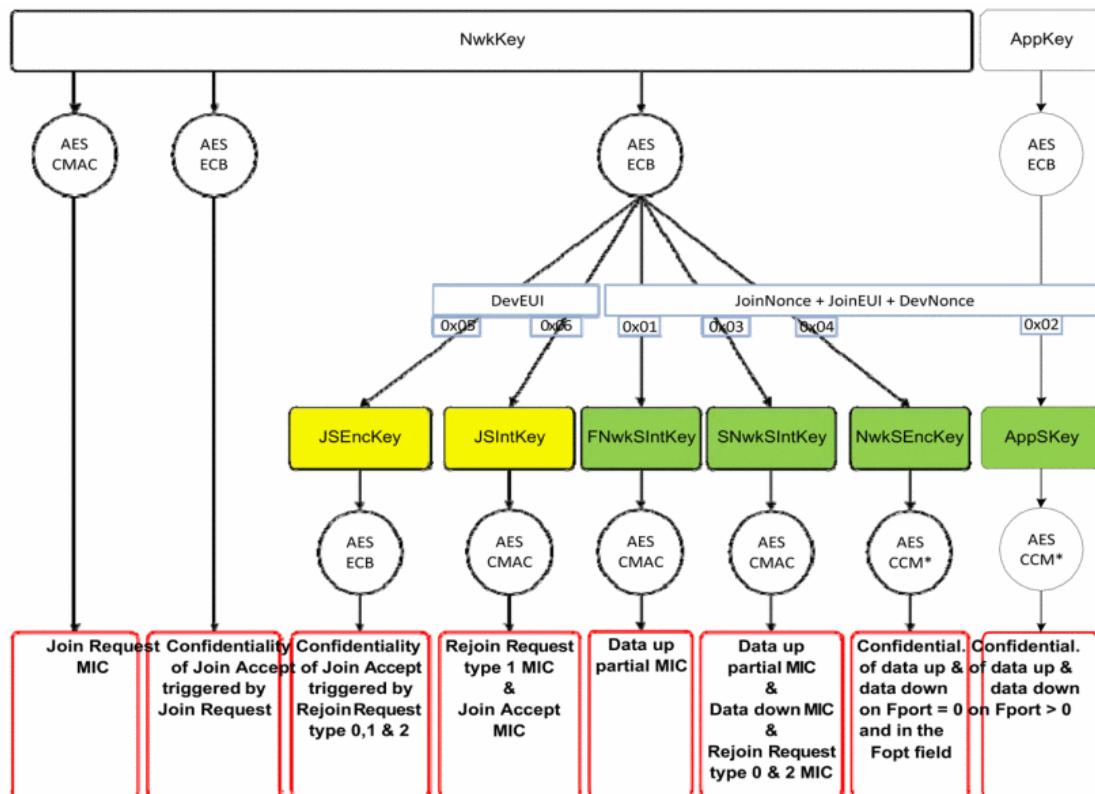 NwkKey
AppKey
AES
CMAC
AES
ECB
AES
ECB
AES
ECB
DevEUI
JoinNonce + JoinEUI + DevNonce
0x05
0x06
0x01
0x03
0x04
0x02
JSEncKey
JSIntKey
FNwkSIntKey
SNwkSIntKey
NwkSEncKey
AppSKey
AES
ECB
AES
CMAC
AES
CMAC
AES
CMAC
AES
CCM*
AES
CCM*
Join Request
MIC
Confidentiality
of Join Accept
triggered by
Join Request
Confidentiality
of Join Accept
triggered by
Rejoin Request
type 0,1 & 2
Rejoin Request
type 1 MIC
&
Join Accept
MIC
Data up
partial MIC
Data up
partial MIC
&
Data down MIC
&
Rejoin Request
type 0 & 2 MIC
Confidential.
of data up &
data down
on Fport = 0
and in the
Fopt field
Confidential.
of data up &
data down
on Fport > 0